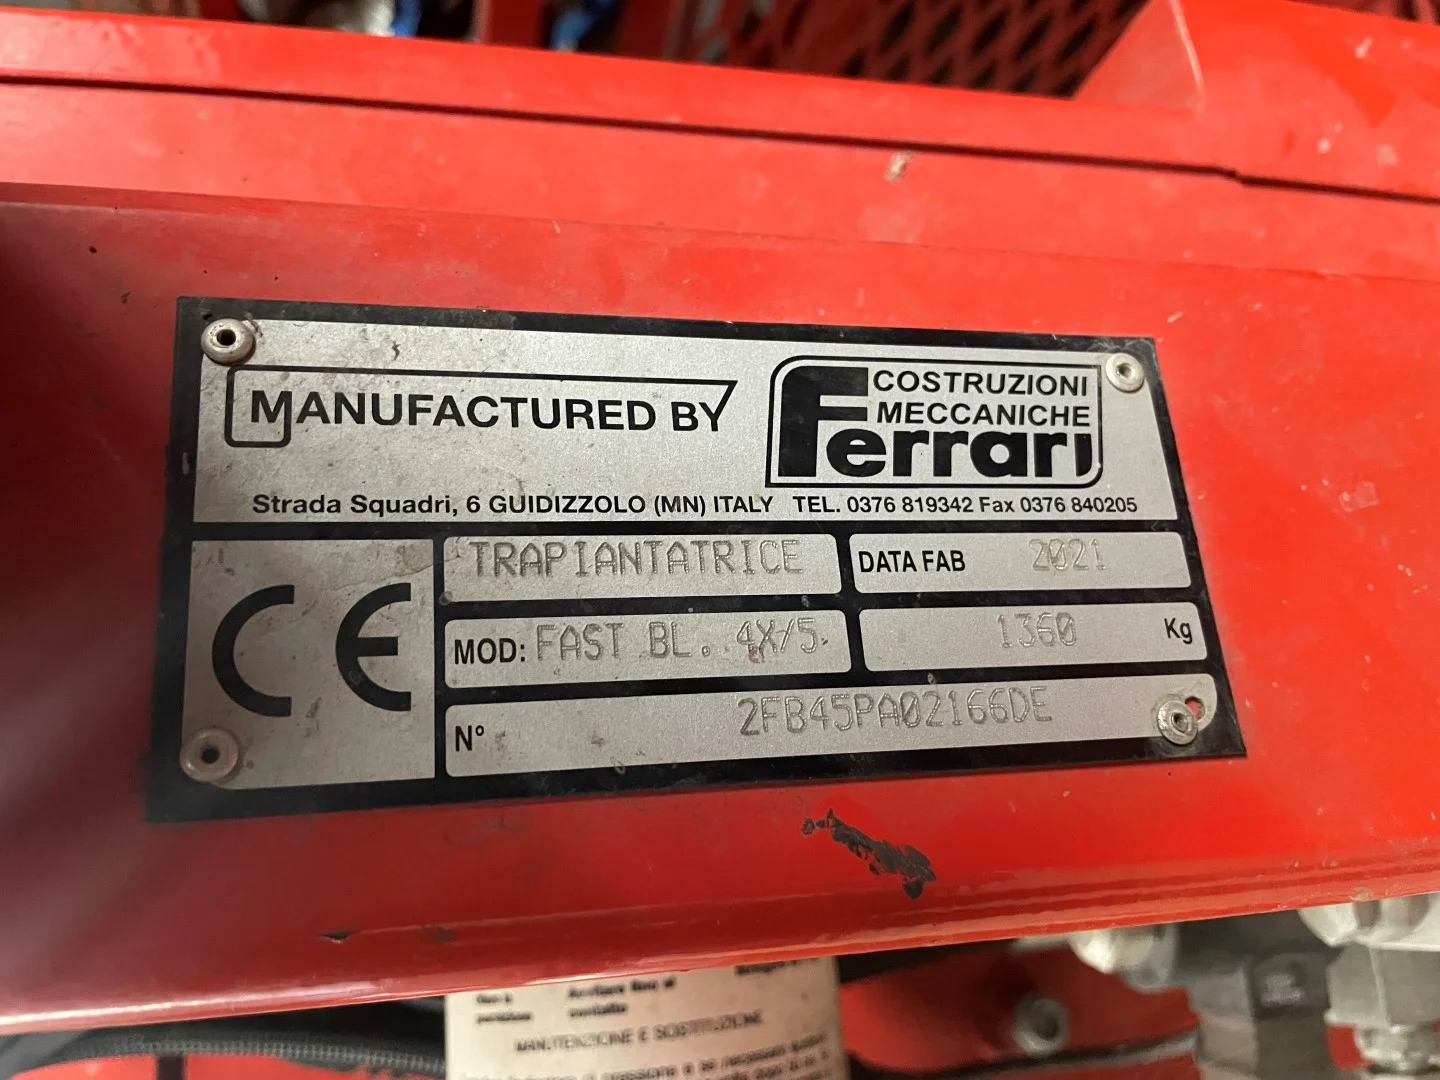 MANUFACTURED BY
COSTRUZIONI
MECCANICHE
Ferrari
Strada Squadri, 6 GUIDIZZOLO (MN) ITALY TEL. 0376 819342 Fax 0376 840205
CE
TRAPIANTATRICE
DATA FAB 2021
MOD: FAST BL. 4X/5.
1360 Kg
N° 2FB45PA02166DE
MANUTENZIONE E SOSTITUZIONE